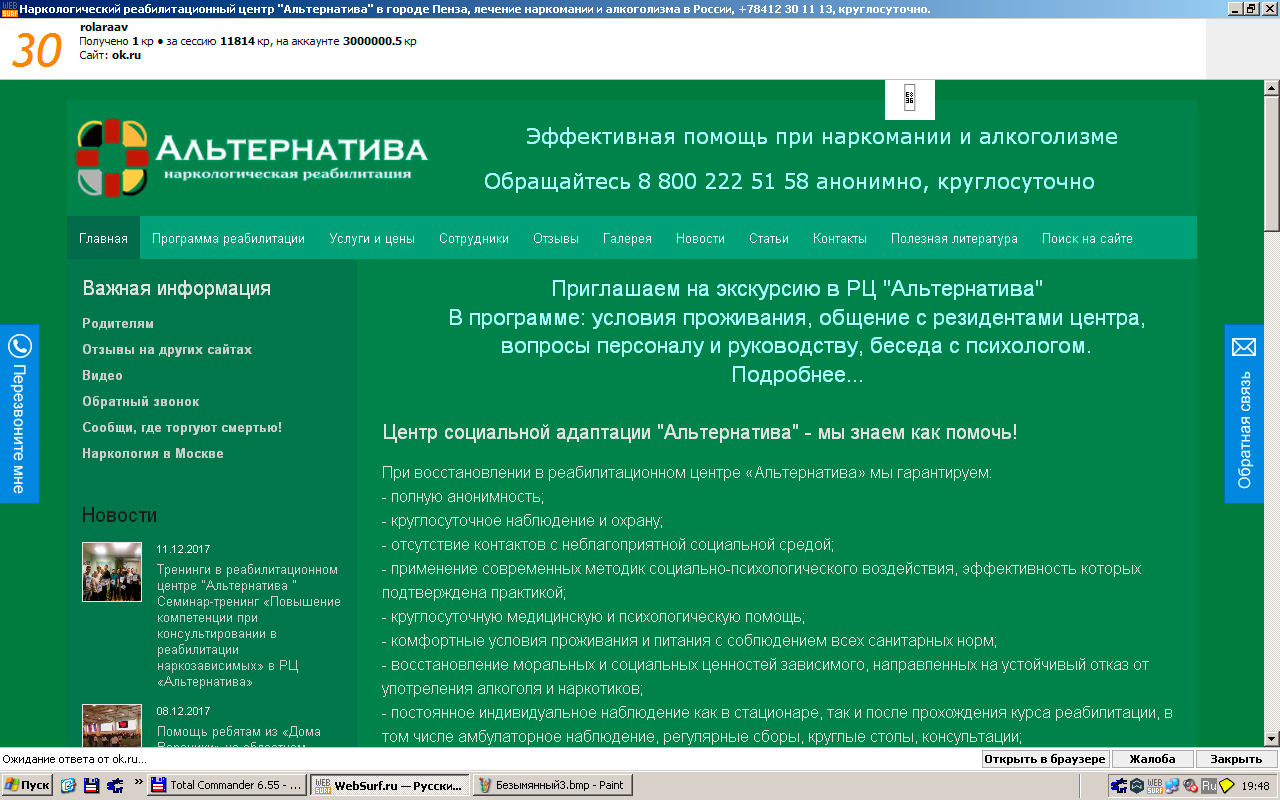 Наркологический реабилитационный центр "Альтернатива" в городе Пенза, лечение наркомании и алкоголизма в России, +78412 30 11 13, круглосуточно.
30
rolaraav
Получено 1 кр ● за сессию 11814 кр, на аккаунте 3000000.5 кр
Сайт: ok.ru
АЛЬТЕРНАТИВА
наркологическая реабилитация
Эффективная помощь при наркомании и алкоголизме
Обращайтесь 8 800 222 51 58 анонимно, круглосуточно
Главная Программа реабилитации Услуги и цены Сотрудники Отзывы Галерея Новости Статьи Контакты Полезная литература Поиск на сайте
Важная информация
Родителям
Отзывы на других сайтах
Видео
Обратный звонок
Сообщи, где торгуют смертью!
Наркология в Москве
Новости
11.12.2017
Тренинги в реабилитационном
центре "Альтернатива "
Семинар-тренинг «Повышение
компетенции при
консультировании в
реабилитации
наркозависимых» в РЦ
«Альтернатива»
08.12.2017
Помощь ребятам из «Дома
Вероники» на областном
Приглашаем на экскурсию в РЦ "Альтернатива"
В программе: условия проживания, общение с резидентами центра,
вопросы персоналу и руководству, беседа с психологом.
Подробнее...
Центр социальной адаптации "Альтернатива" - мы знаем как помочь!
При восстановлении в реабилитационном центре «Альтернатива» мы гарантируем:
- полную анонимность;
- круглосуточное наблюдение и охрану;
- отсутствие контактов с неблагоприятной социальной средой;
- применение современных методик социально-психологического воздействия, эффективность которых
подтверждена практикой;
- круглосуточную медицинскую и психологическую помощь;
- комфортные условия проживания и питания с соблюдением всех санитарных норм;
- восстановление моральных и социальных ценностей зависимого, направленных на устойчивый отказ от
употреления алкоголя и наркотиков;
- постоянное индивидуальное наблюдение как в стационаре, так и после прохождения курса реабилитации, в
том числе амбулаторное наблюдение, регулярные сборы, круглые столы, консультации;
Перезвоните мне
Обратная связь
Ожидание ответа от ok.ru...
Открыть в браузере Жалоба Закрыть
Пуск » Total Commander 6.55 - ... WEB SURF WebSurf.ru — Русски... Безымянный3.bmp - Paint Ru 19:48